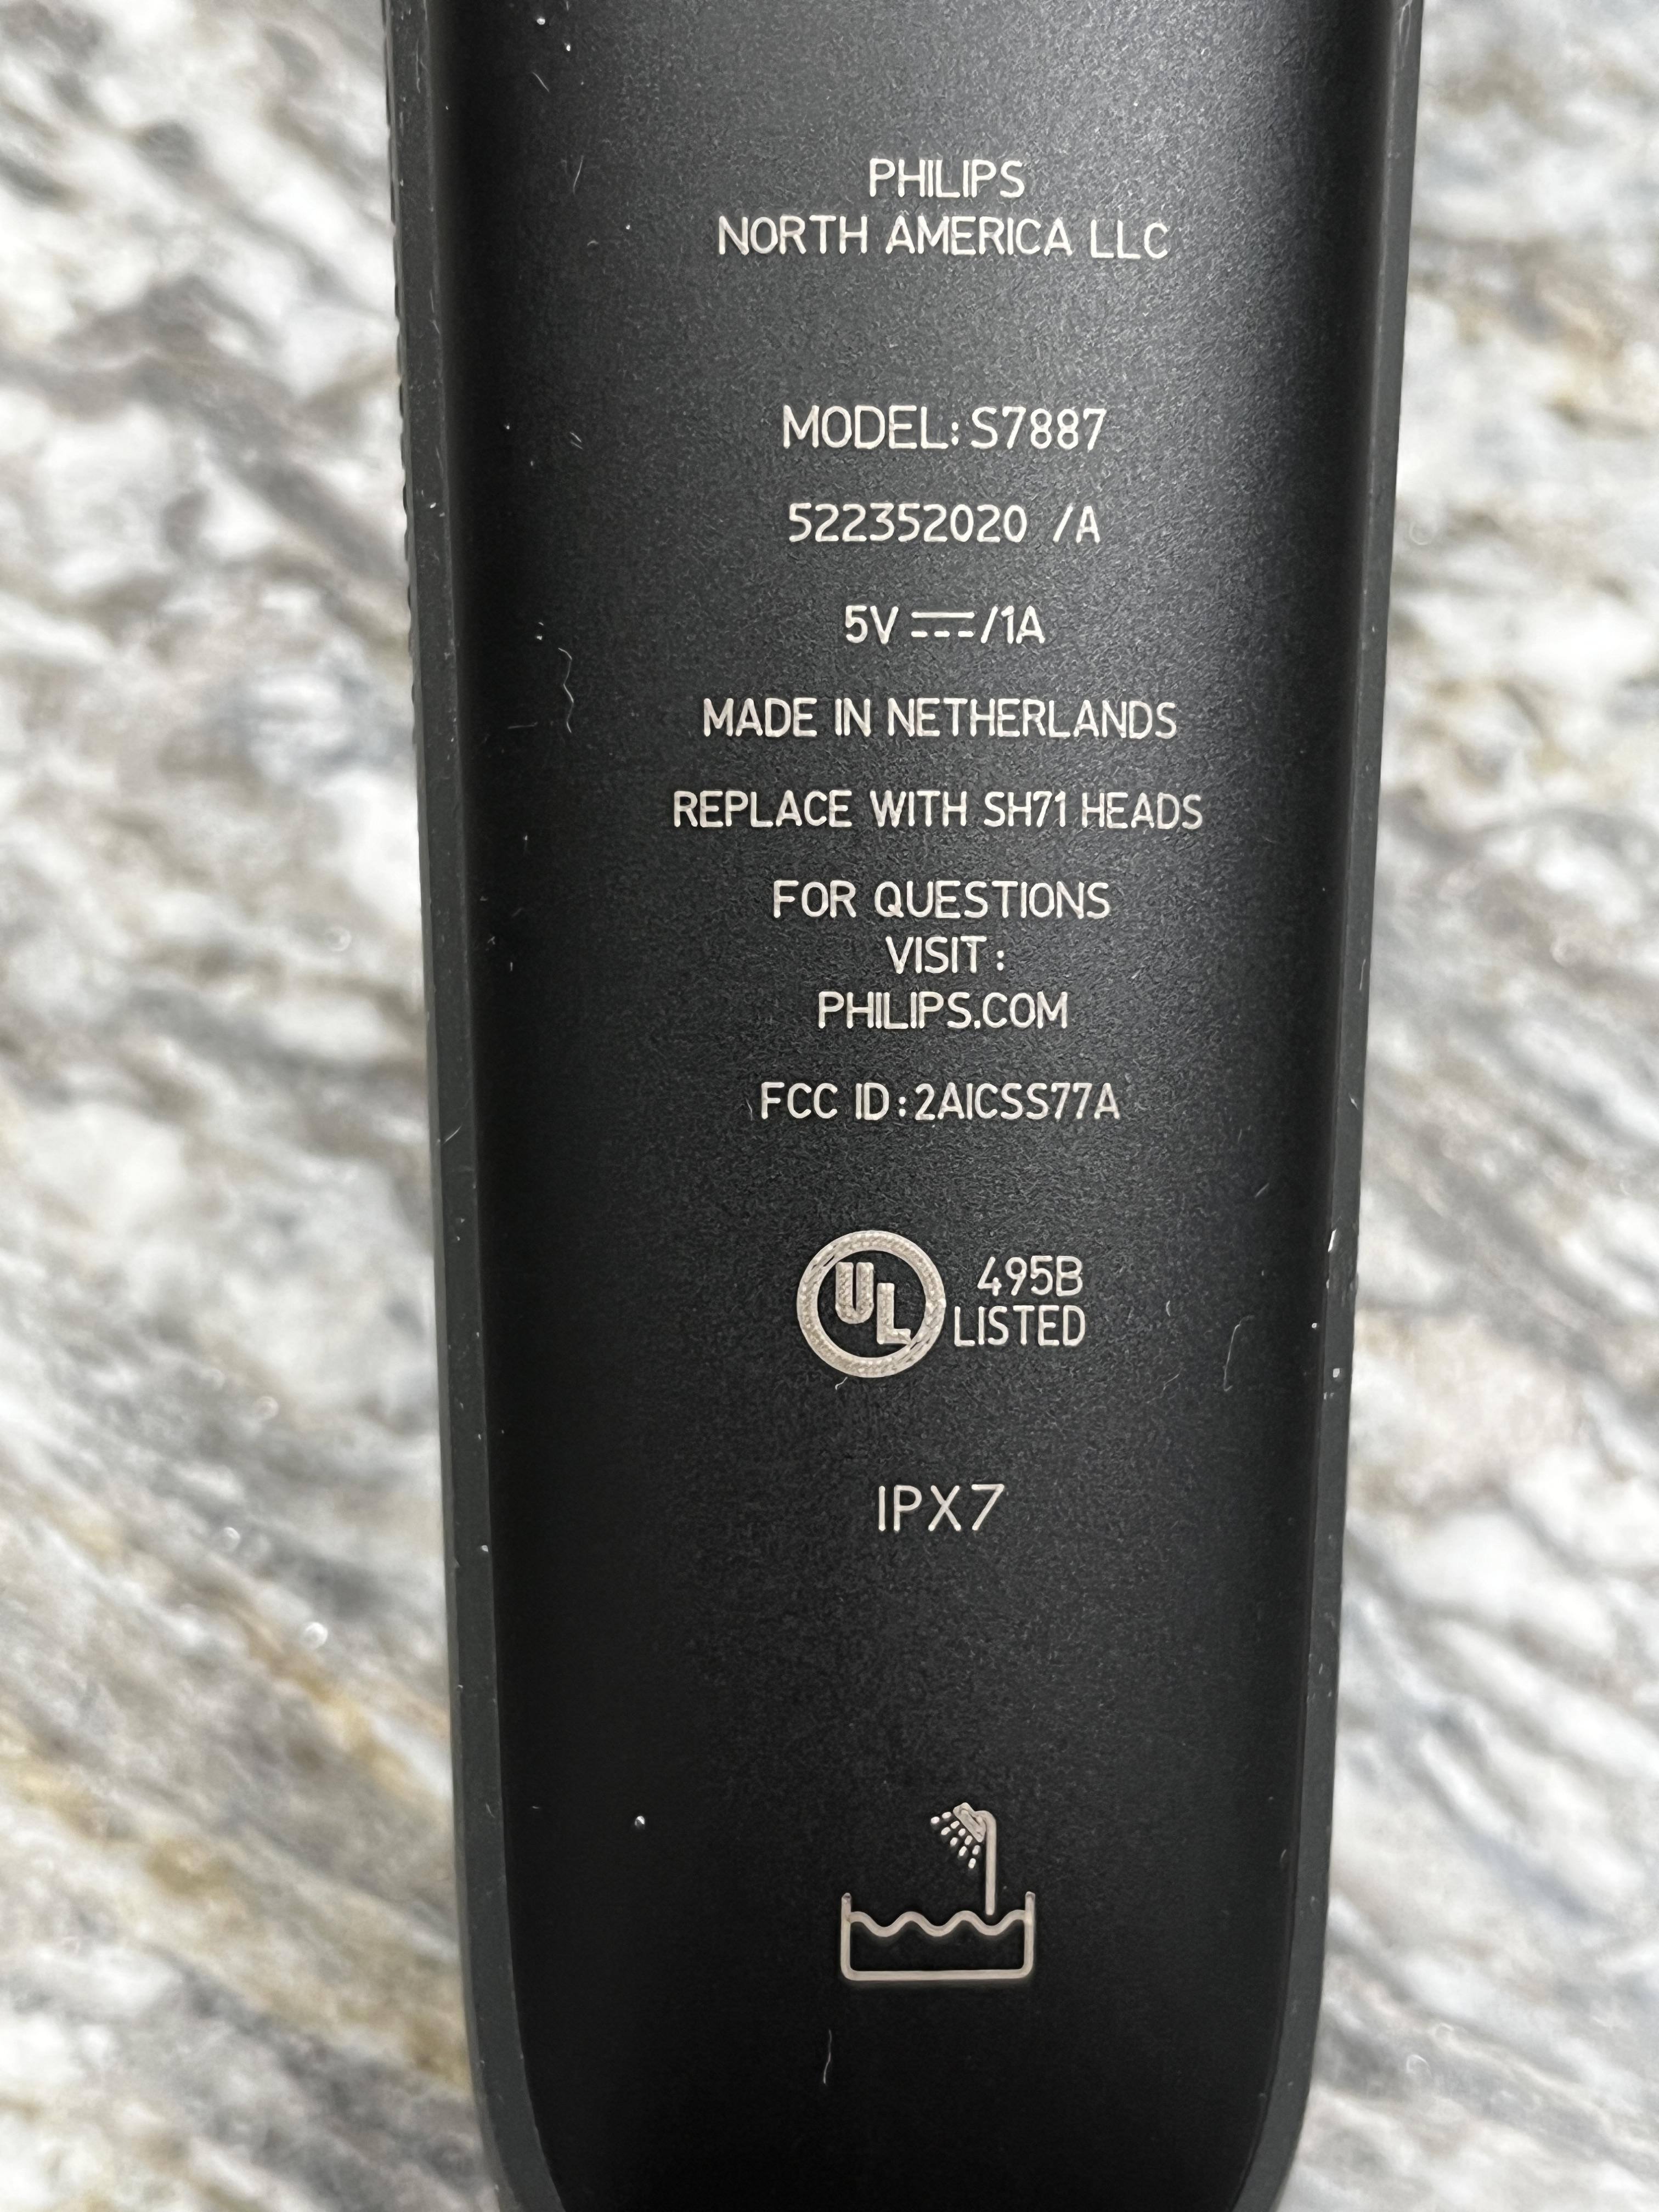 PHILIPS
NORTH AMERICA LLC
MODEL: S7887
522352020 /A
5V ⎓/1A
MADE IN NETHERLANDS
REPLACE WITH SH71 HEADS
FOR QUESTIONS
VISIT:
PHILIPS.COM
FCC ID:2AICSS77A
UL 495B
LISTED
IPX7